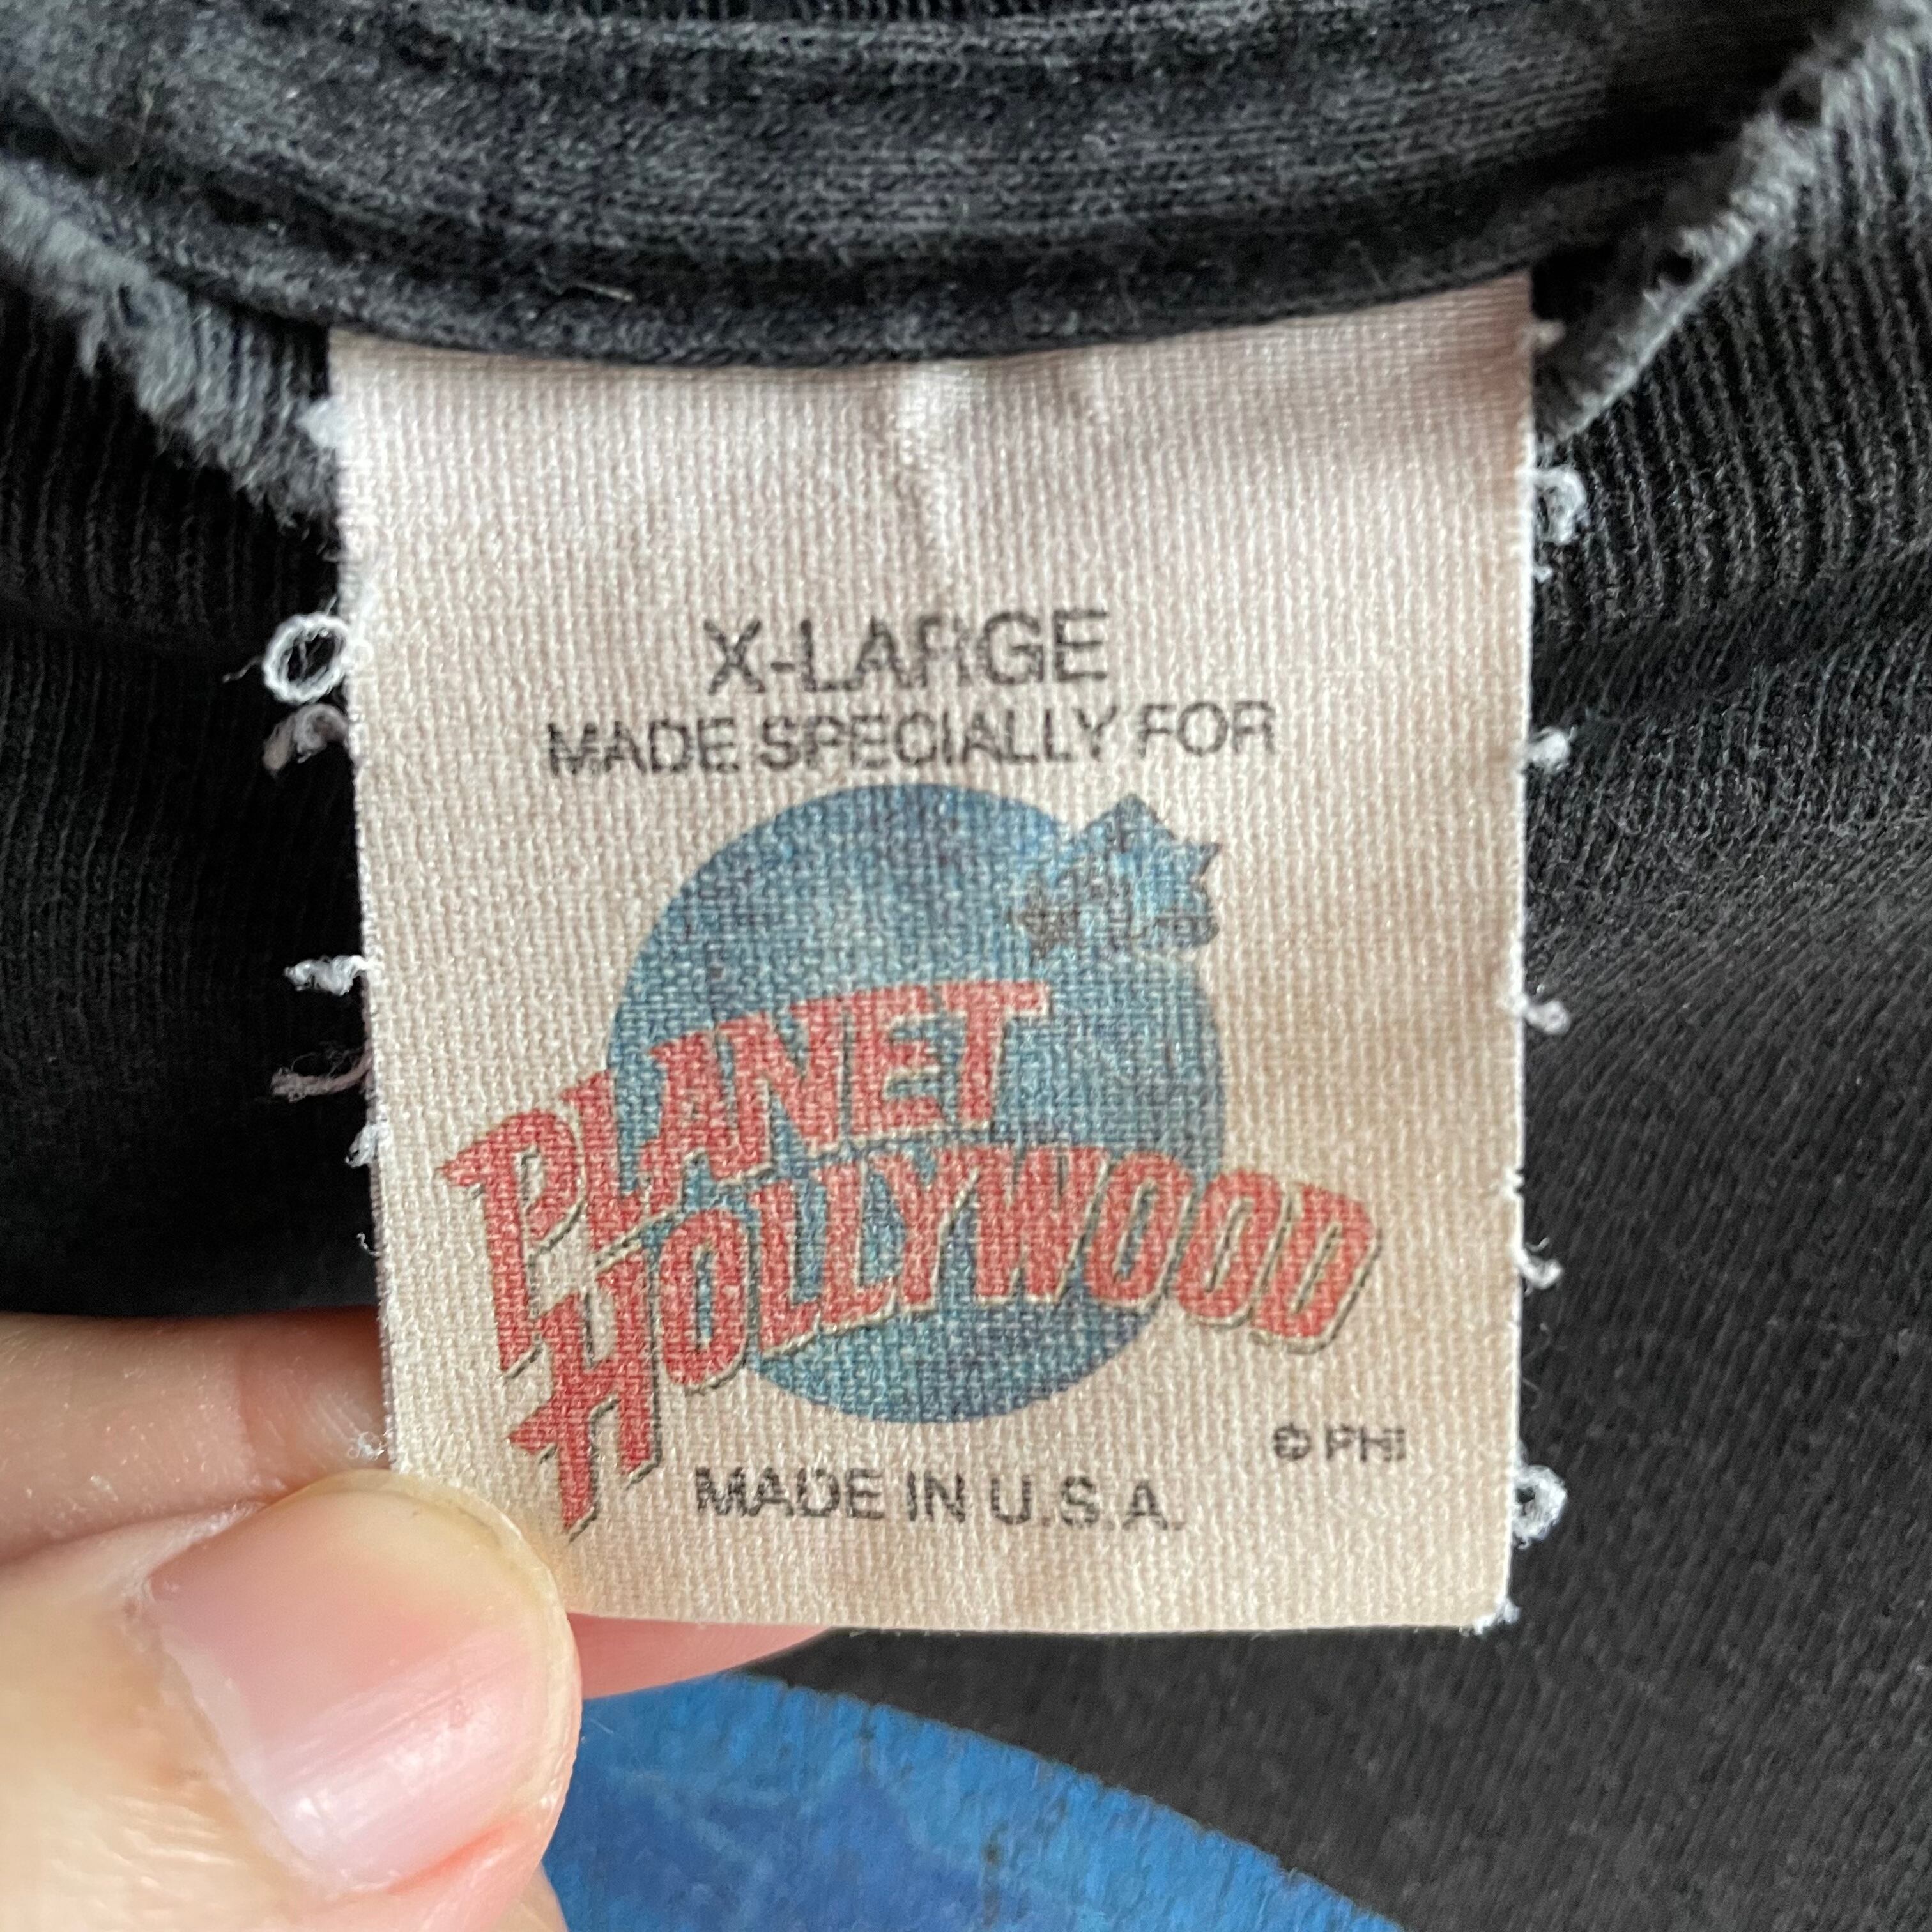 X-LARGE
MADE SPECIALLY FOR
PLANET
HOLLYWOOD
© PHI
MADE IN U.S.A.